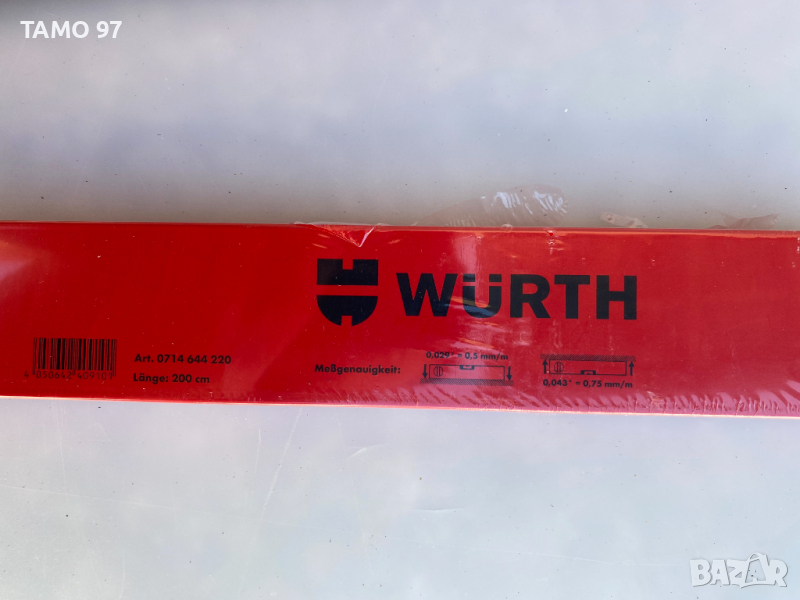 TAMO 97
WÜRTH
Art. 0714 644 220
Länge: 200 cm
Meßgenauigkeit:
0,029° = 0,5 mm/m
0,043° = 0,75 mm/m
BAZAR